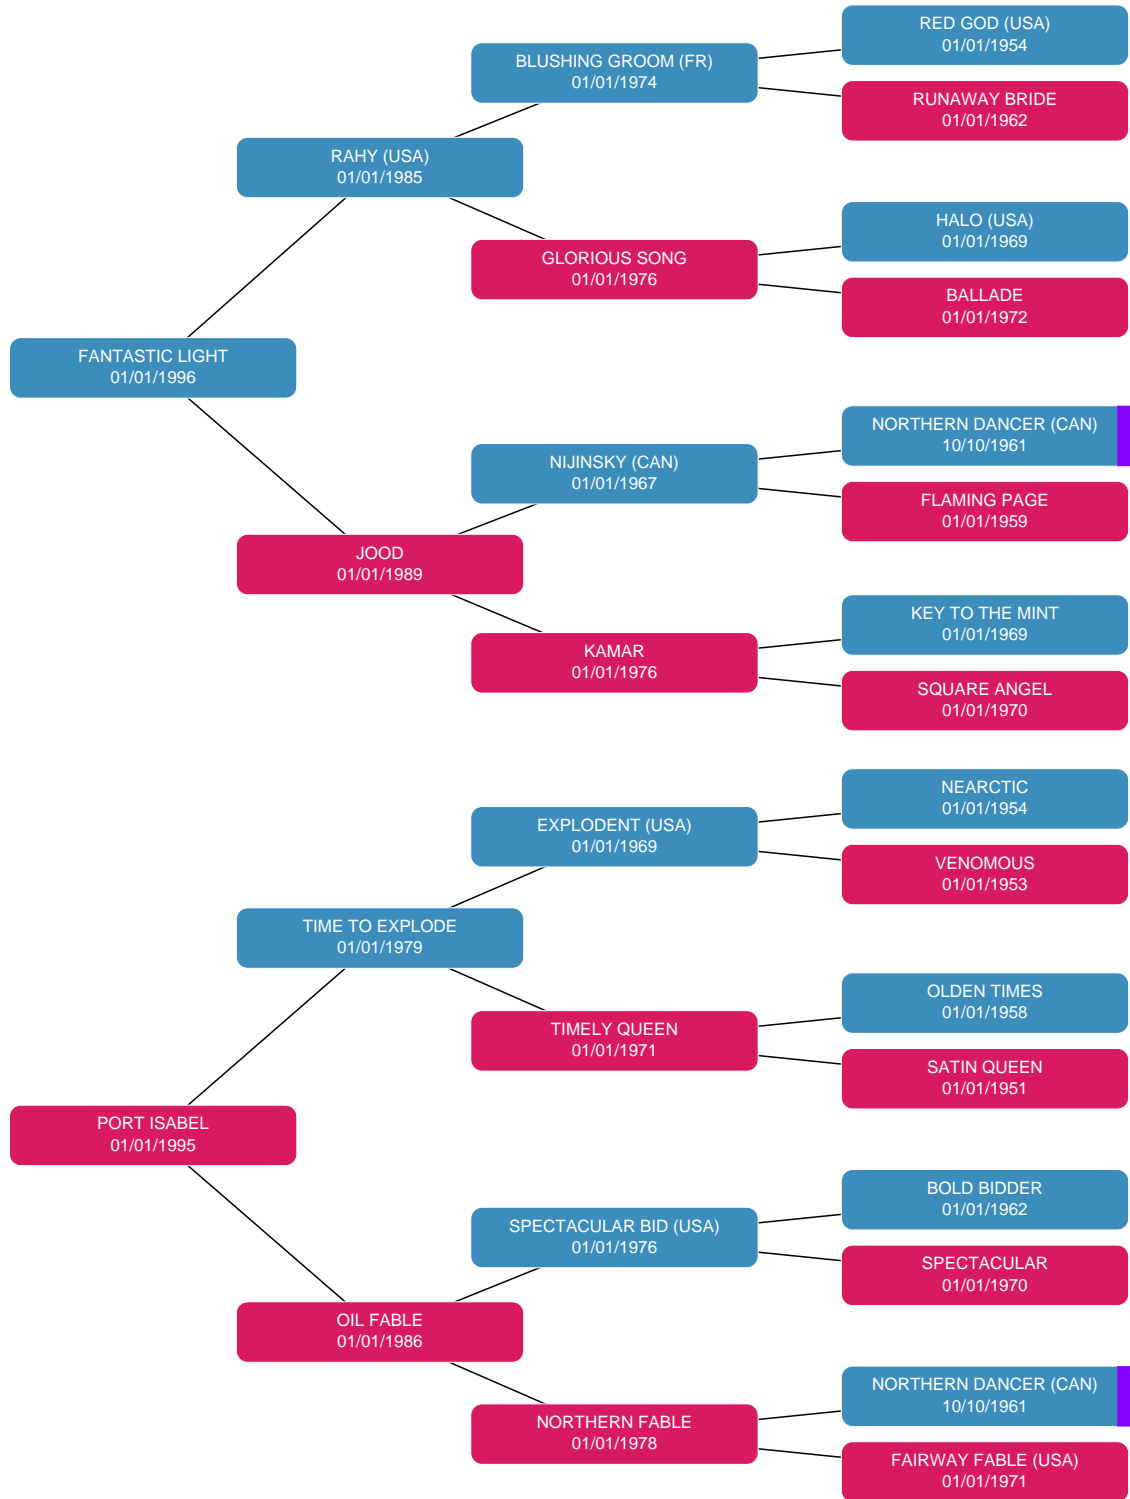 RED GOD (USA)
01/01/1954
BLUSHING GROOM (FR)
01/01/1974
RUNAWAY BRIDE
01/01/1962
RAHY (USA)
01/01/1985
HALO (USA)
01/01/1969
GLORIOUS SONG
01/01/1976
BALLADE
01/01/1972
FANTASTIC LIGHT
01/01/1996
NORTHERN DANCER (CAN)
10/10/1961
NIJINSKY (CAN)
01/01/1967
FLAMING PAGE
01/01/1959
JOOD
01/01/1989
KEY TO THE MINT
01/01/1969
KAMAR
01/01/1976
SQUARE ANGEL
01/01/1970
NEARCTIC
01/01/1954
EXPLODENT (USA)
01/01/1969
VENOMOUS
01/01/1953
TIME TO EXPLODE
01/01/1979
OLDEN TIMES
01/01/1958
TIMELY QUEEN
01/01/1971
SATIN QUEEN
01/01/1951
PORT ISABEL
01/01/1995
BOLD BIDDER
01/01/1962
SPECTACULAR BID (USA)
01/01/1976
SPECTACULAR
01/01/1970
OIL FABLE
01/01/1986
NORTHERN DANCER (CAN)
10/10/1961
NORTHERN FABLE
01/01/1978
FAIRWAY FABLE (USA)
01/01/1971